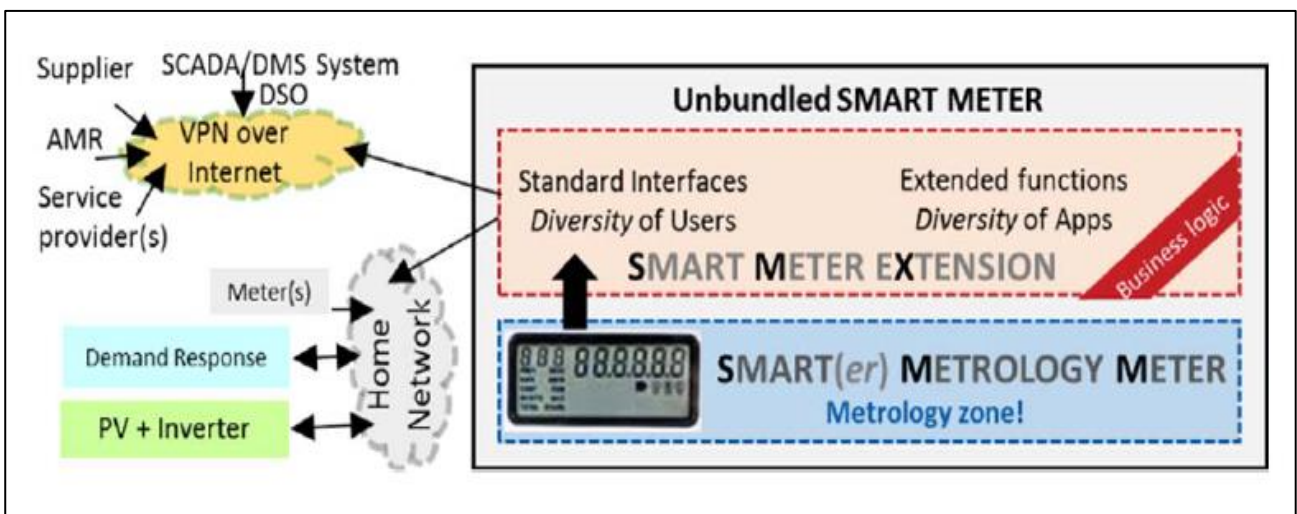 Supplier
SCADA/DMS System
DSO
AMR
VPN over
Internet
Service
provider(s)
Meter(s)
Demand Response
PV + Inverter
Home
Network
Unbundled SMART METER
Standard Interfaces
Diversity of Users
Extended functions
Diversity of Apps
SMART METER EXTENSION
Business logic
SMART(er) METROLOGY METER
Metrology zone!